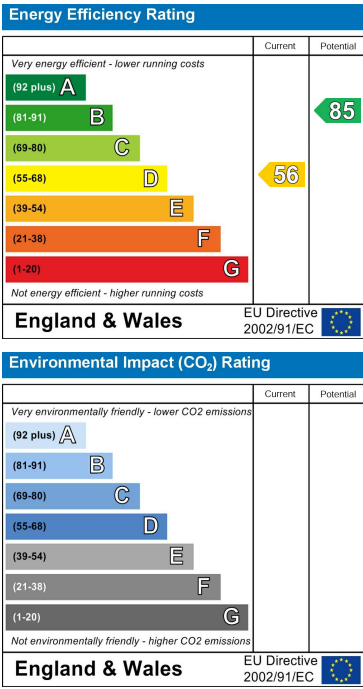 Energy Efficiency Rating
Current Potential
Very energy efficient - lower running costs
(92 plus) A
(81-91) B
85
(69-80) C
(55-68) D
56
(39-54) E
(21-38) F
(1-20) G
Not energy efficient - higher running costs
England & Wales
EU Directive
2002/91/EC
Environmental Impact (CO₂) Rating
Current Potential
Very environmentally friendly - lower CO2 emissions
(92 plus) A
(81-91) B
(69-80) C
(55-68) D
(39-54) E
(21-38) F
(1-20) G
Not environmentally friendly - higher CO2 emissions
England & Wales
EU Directive
2002/91/EC